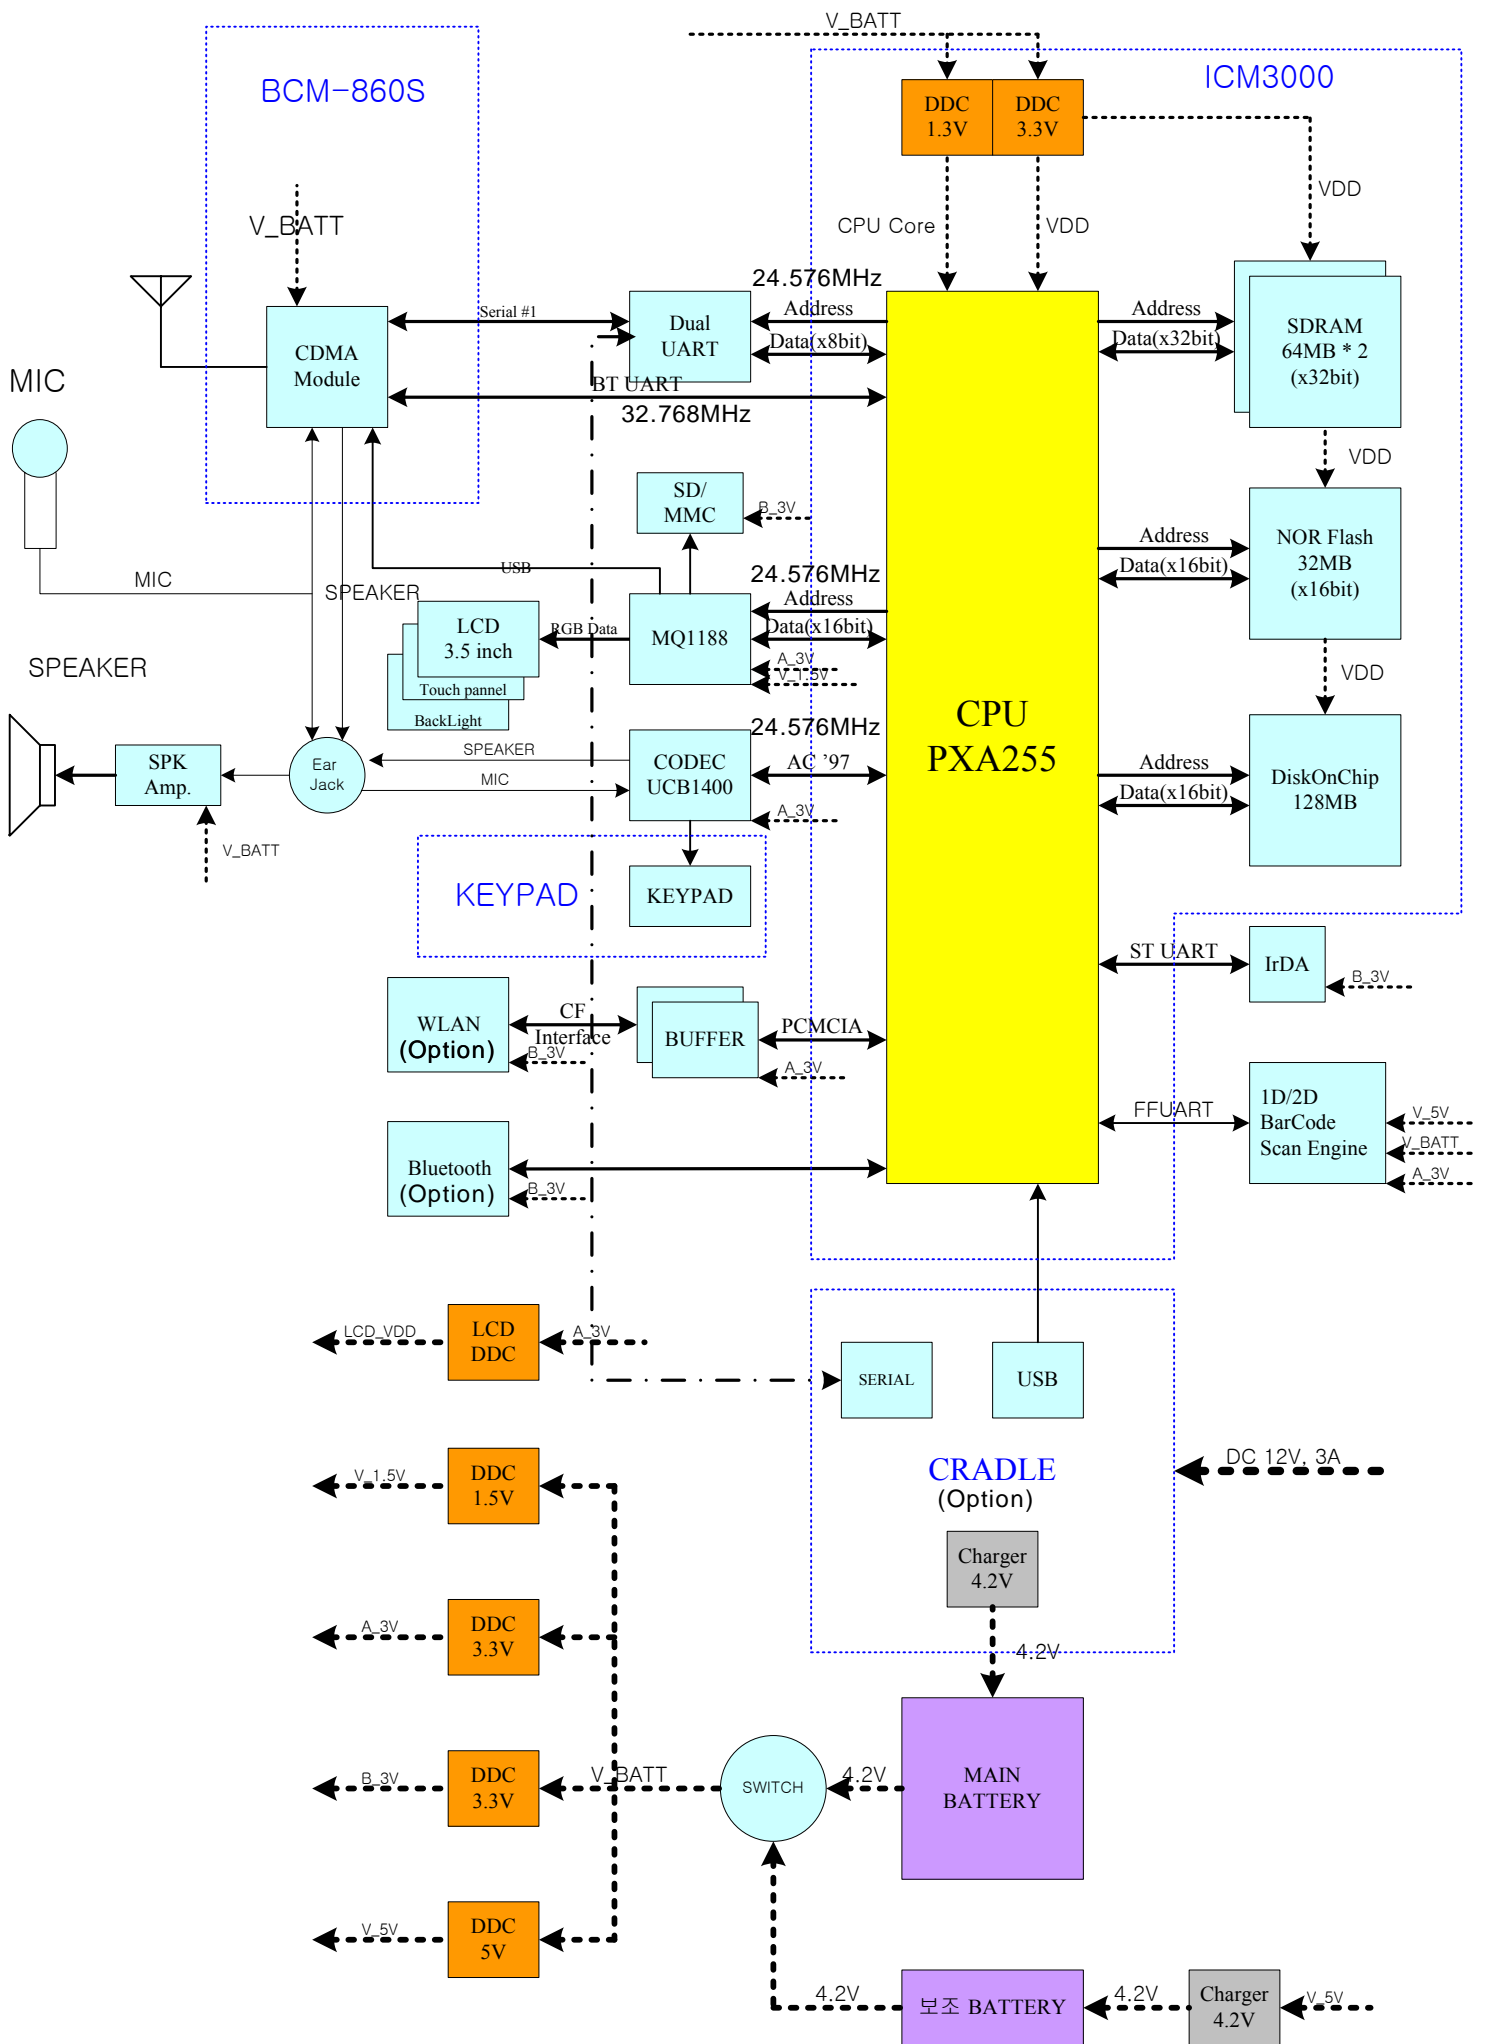 V_BATT
BCM-860S
ICM3000
DDC
1.3V
DDC
3.3V
VDD
V_BATT
CPU Core
VDD
24.576MHz
Serial #1
Dual
UART
Address
Data(x8bit)
Address
Data(x32bit)
SDRAM
64MB * 2
(x32bit)
CDMA
Module
BT UART
32.768MHz
MIC
VDD
SD/
MMC
B_3V
Address
Data(x16bit)
NOR Flash
32MB
(x16bit)
USB
MIC
SPEAKER
24.576MHz
Address
Data(x16bit)
A_3V
V_1.5V
LCD
3.5 inch
Touch pannel
BackLight
RGB Data
MQ1188
SPEAKER
VDD
CPU
PXA255
24.576MHz
SPK
Amp.
Ear
Jack
SPEAKER
MIC
CODEC
UCB1400
AC '97
A_3V
Address
Data(x16bit)
DiskOnChip
128MB
V_BATT
KEYPAD
KEYPAD
ST UART
IrDA
B_3V
WLAN
(Option)
CF
Interface
B_3V
BUFFER
PCMCIA
A_3V
FFUART
1D/2D
BarCode
Scan Engine
V_5V
V_BATT
A_3V
Bluetooth
(Option)
B_3V
LCD_VDD
LCD
DDC
A_3V
SERIAL
USB
CRADLE
(Option)
DC 12V, 3A
V_1.5V
DDC
1.5V
Charger
4.2V
4.2V
A_3V
DDC
3.3V
B_3V
DDC
3.3V
V_BATT
SWITCH
4.2V
MAIN
BATTERY
V_5V
DDC
5V
4.2V
보조 BATTERY
4.2V
Charger
4.2V
V_5V